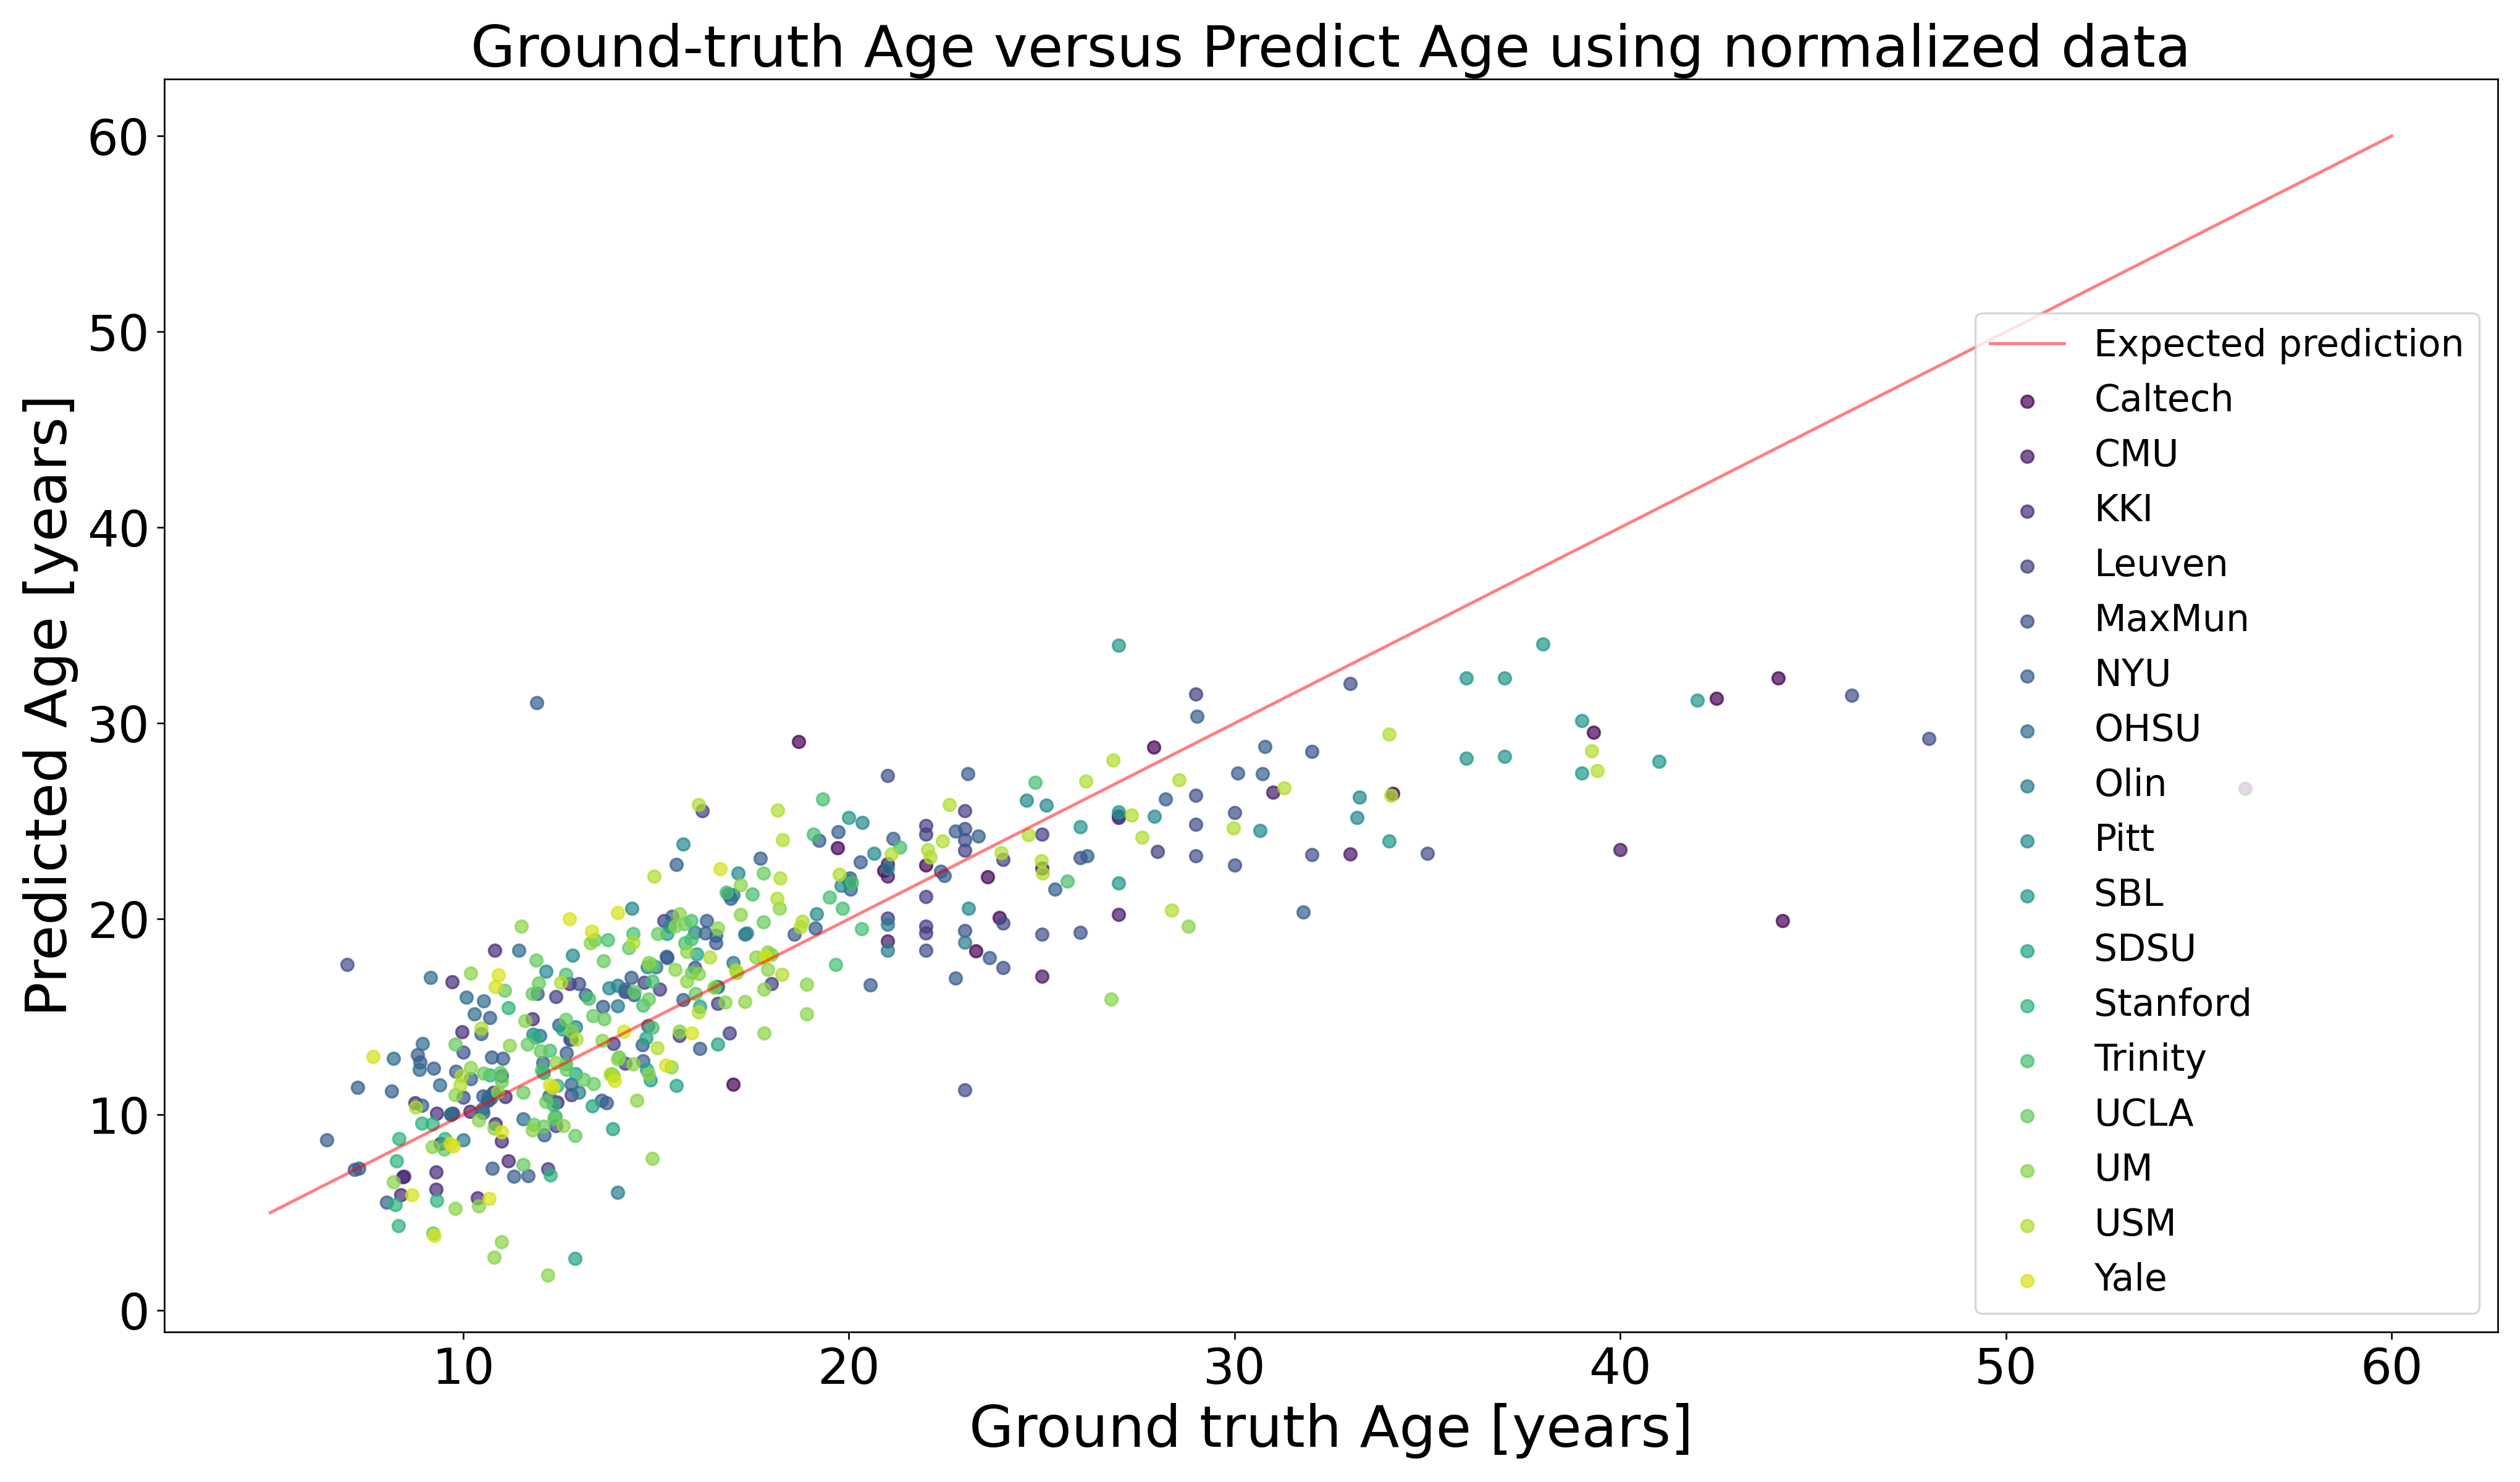 Ground-truth Age versus Predict Age using normalized data
Predicted Age [years]
60
50
40
30
20
10
0
Expected prediction
Caltech
CMU
KKI
Leuven
MaxMun
NYU
OHSU
Olin
Pitt
SBL
SDSU
Stanford
Trinity
UCLA
UM
USM
Yale
10 20 30 40 50 60
Ground truth Age [years]